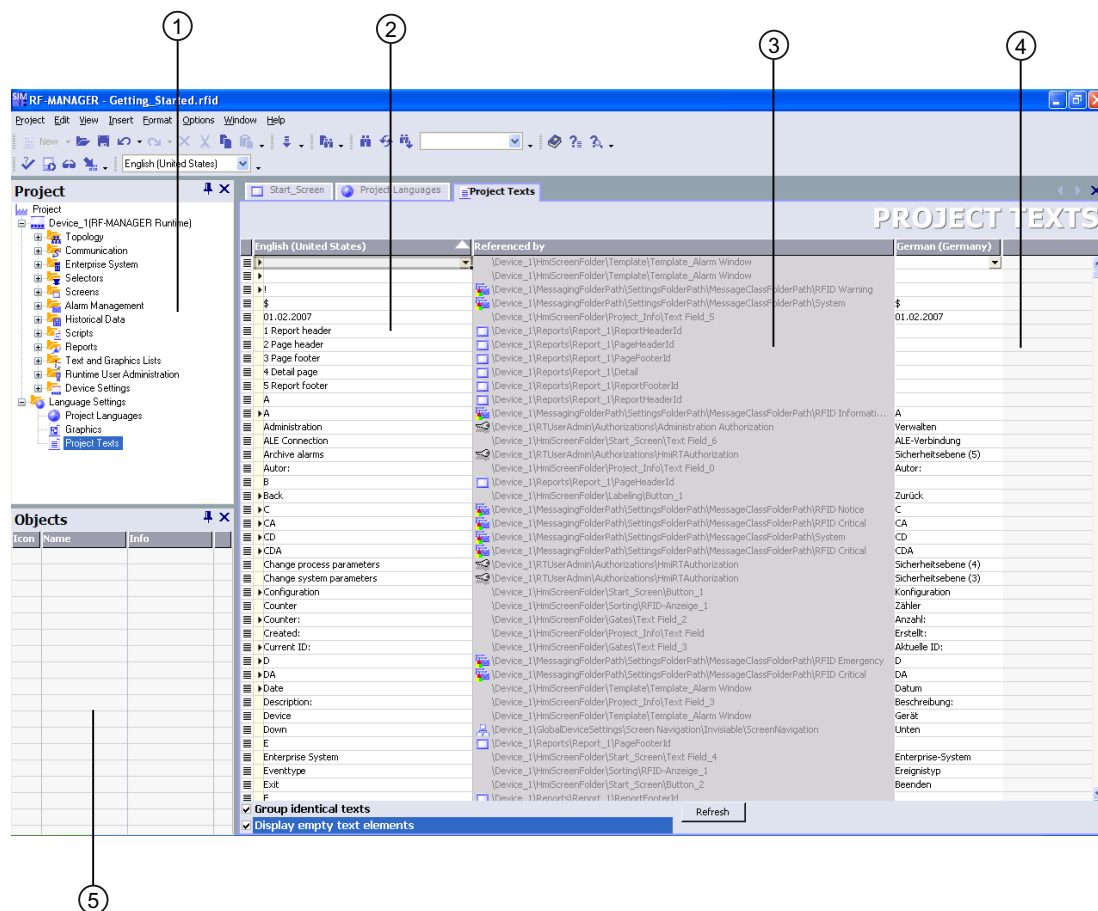 1 2 3 4
SIM RF-MANAGER - Getting_Started.rfid
Project Edit View Insert Format Options Window Help
New
English (United States)
Project
Start_Screen Project Languages Project Texts
PROJECT TEXTS
Project
Device_1(RF-MANAGER Runtime)
Topology
Communication
Enterprise System
Selectors
Screens
Alarm Management
Historical Data
Scripts
Reports
Text and Graphics Lists
Runtime User Administration
Device Settings
Language Settings
Project Languages
Graphics
Project Texts
Objects
Icon Name Info
English (United States) Referenced by German (Germany)
\Device_1\HmiScreenFolder\Template\Template_Alarm Window
\Device_1\HmiScreenFolder\Template\Template_Alarm Window
! \Device_1\MessagingFolderPath\SettingsFolderPath\MessageClassFolderPath\RFID Warning
$ \Device_1\MessagingFolderPath\SettingsFolderPath\MessageClassFolderPath\System $
01.02.2007 \Device_1\HmiScreenFolder\Project_Info\Text Field_5 01.02.2007
1 Report header \Device_1\Reports\Report_1\ReportHeaderId
2 Page header \Device_1\Reports\Report_1\PageHeaderId
3 Page footer \Device_1\Reports\Report_1\PageFooterId
4 Detail page \Device_1\Reports\Report_1\Detail
5 Report footer \Device_1\Reports\Report_1\ReportFooterId
A \Device_1\Reports\Report_1\ReportHeaderId
A \Device_1\MessagingFolderPath\SettingsFolderPath\MessageClassFolderPath\RFID Informati... A
Administration \Device_1\RTUserAdmin\Authorizations\Administration Authorization Verwalten
ALE Connection \Device_1\HmiScreenFolder\Start_Screen\Text Field_6 ALE-Verbindung
Archive alarms \Device_1\RTUserAdmin\Authorizations\HmiRTAuthorization Sicherheitsebene (5)
Autor: \Device_1\HmiScreenFolder\Project_Info\Text Field_0 Autor:
B \Device_1\Reports\Report_1\PageHeaderId
Back \Device_1\HmiScreenFolder\Labeling\Button_1 Zurück
C \Device_1\MessagingFolderPath\SettingsFolderPath\MessageClassFolderPath\RFID Notice C
CA \Device_1\MessagingFolderPath\SettingsFolderPath\MessageClassFolderPath\RFID Critical CA
CD \Device_1\MessagingFolderPath\SettingsFolderPath\MessageClassFolderPath\System CD
CDA \Device_1\MessagingFolderPath\SettingsFolderPath\MessageClassFolderPath\RFID Critical CDA
Change process parameters \Device_1\RTUserAdmin\Authorizations\HmiRTAuthorization Sicherheitsebene (4)
Change system parameters \Device_1\RTUserAdmin\Authorizations\HmiRTAuthorization Sicherheitsebene (3)
Configuration \Device_1\HmiScreenFolder\Start_Screen\Button_1 Konfiguration
Counter \Device_1\HmiScreenFolder\Sorting\RFID-Anzeige_1 Zähler
Counter: \Device_1\HmiScreenFolder\Gates\Text Field_2 Anzahl:
Created: \Device_1\HmiScreenFolder\Project_Info\Text Field Erstellt:
Current ID: \Device_1\HmiScreenFolder\Gates\Text Field_3 Aktuelle ID:
D \Device_1\MessagingFolderPath\SettingsFolderPath\MessageClassFolderPath\RFID Emergency D
DA \Device_1\MessagingFolderPath\SettingsFolderPath\MessageClassFolderPath\RFID Critical DA
Date \Device_1\HmiScreenFolder\Template\Template_Alarm Window Datum
Description: \Device_1\HmiScreenFolder\Project_Info\Text Field_3 Beschreibung:
Device \Device_1\HmiScreenFolder\Template\Template_Alarm Window Gerät
Down \Device_1\GlobalDeviceSettings\Screen Navigation\Invisiable\ScreenNavigation Unten
E \Device_1\Reports\Report_1\PageFooterId
Enterprise System \Device_1\HmiScreenFolder\Start_Screen\Text Field_4 Enterprise-System
Eventtype \Device_1\HmiScreenFolder\Sorting\RFID-Anzeige_1 Ereignistyp
Exit \Device_1\HmiScreenFolder\Start_Screen\Button_2 Beenden
\Device_1\Reports\Report_1\ReportFooterId
Group identical texts
Refresh
Display empty text elements
5